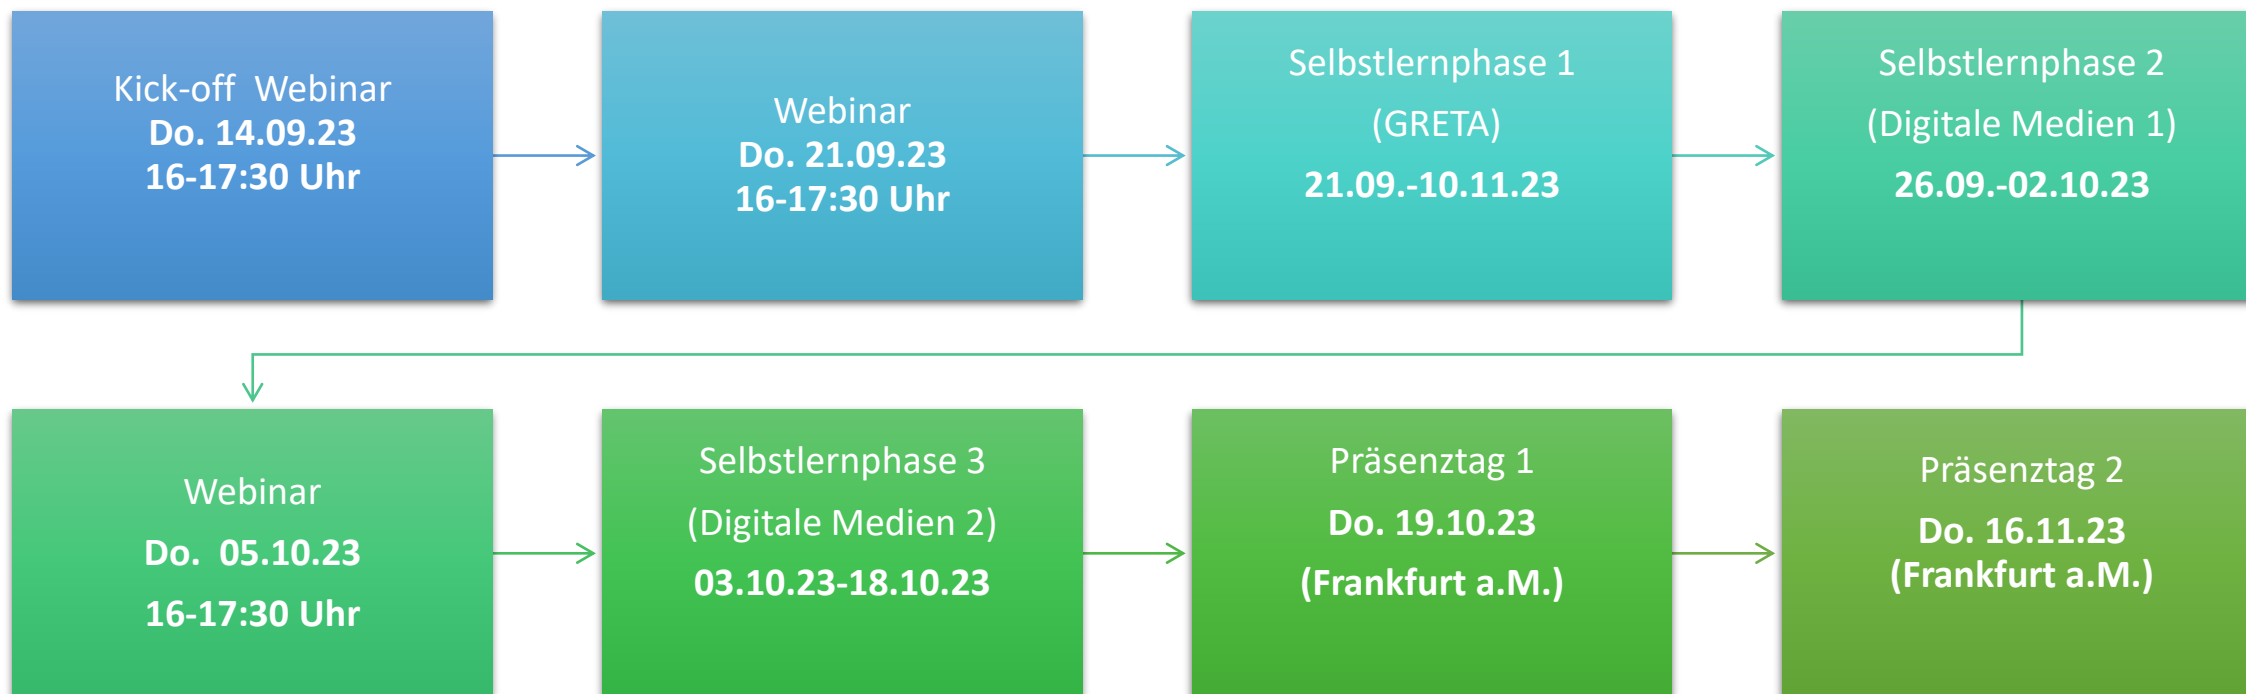 Kick-off  Webinar
Do. 14.09.23
16-17:30 Uhr
Webinar
Do. 21.09.23
16-17:30 Uhr
Selbstlernphase 1
(GRETA)
21.09.-10.11.23
Selbstlernphase 2
(Digitale Medien 1)
26.09.-02.10.23
Webinar
Do.  05.10.23
16-17:30 Uhr
Selbstlernphase 3
(Digitale Medien 2)
03.10.23-18.10.23
Präsenztag 1
Do. 19.10.23
(Frankfurt a.M.)
Präsenztag 2
Do. 16.11.23
(Frankfurt a.M.)